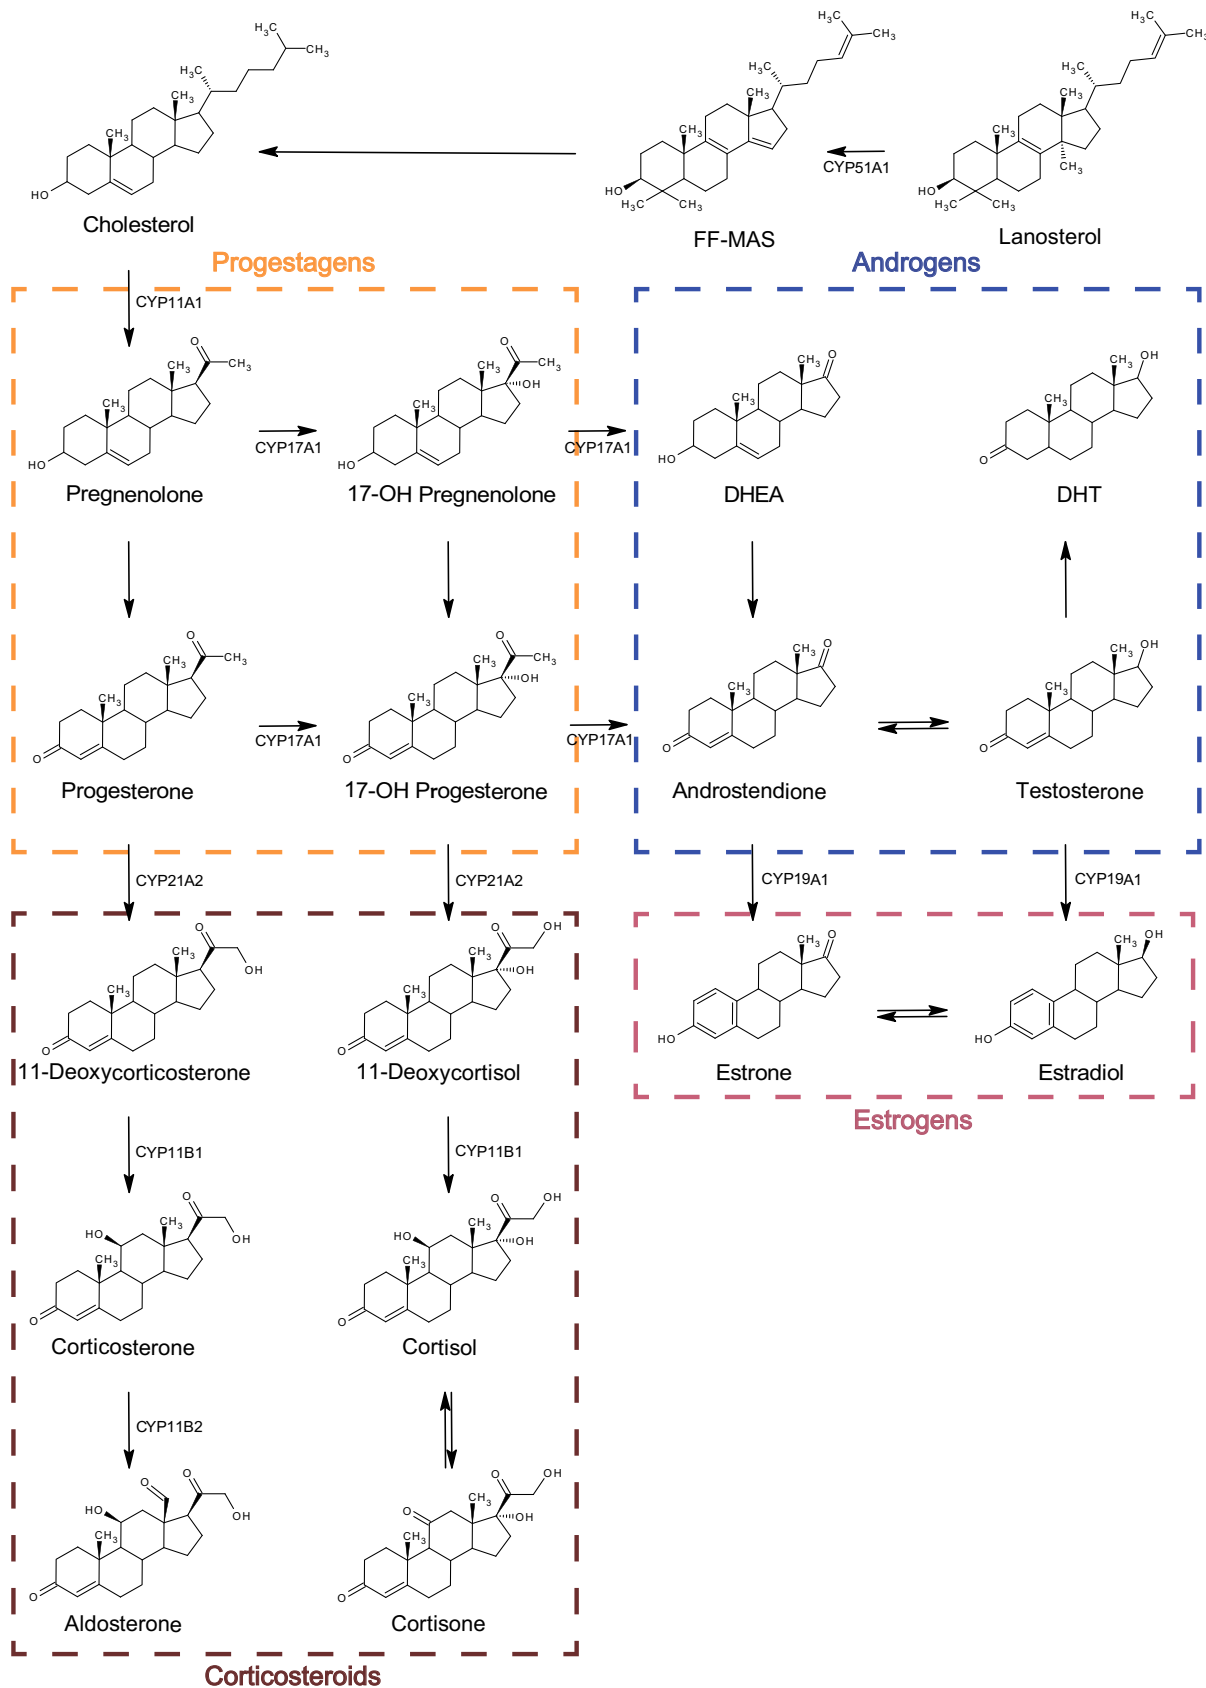 H₃C
CH₃
H₃C
CH₃
CH₃
HO
Cholesterol
CH₃
CH₃
H₃C
CH₃
CH₃
HO
H₃C
CH₃
FF-MAS
CYP51A1
CH₃
CH₃
H₃C
CH₃
CH₃
CH₃
HO
H₃C
CH₃
Lanosterol
Progestagens
Androgens
CYP11A1
O
CH₃
CH₃
CH₃
HO
Pregnenolone
CYP17A1
O
CH₃
CH₃
OH
CH₃
HO
17-OH Pregnenolone
CYP17A1
CH₃
O
CH₃
HO
DHEA
CH₃
OH
CH₃
O
DHT
O
CH₃
CH₃
CH₃
O
Progesterone
CYP17A1
O
CH₃
CH₃
OH
CH₃
O
17-OH Progesterone
CYP17A1
CH₃
O
CH₃
O
Androstendione
CH₃
OH
CH₃
O
Testosterone
CYP21A2
CYP21A2
CYP19A1
CYP19A1
O
CH₃
OH
CH₃
O
11-Deoxycorticosterone
O
OH
CH₃
OH
CH₃
O
11-Deoxycortisol
CH₃
O
HO
Estrone
CH₃
OH
HO
Estradiol
Estrogens
CYP11B1
CYP11B1
O
CH₃
HO
OH
CH₃
O
Corticosterone
O
OH
CH₃
HO
OH
CH₃
O
Cortisol
CYP11B2
O
O
HO
OH
CH₃
O
Aldosterone
O
OH
CH₃
O
OH
CH₃
O
Cortisone
Corticosteroids